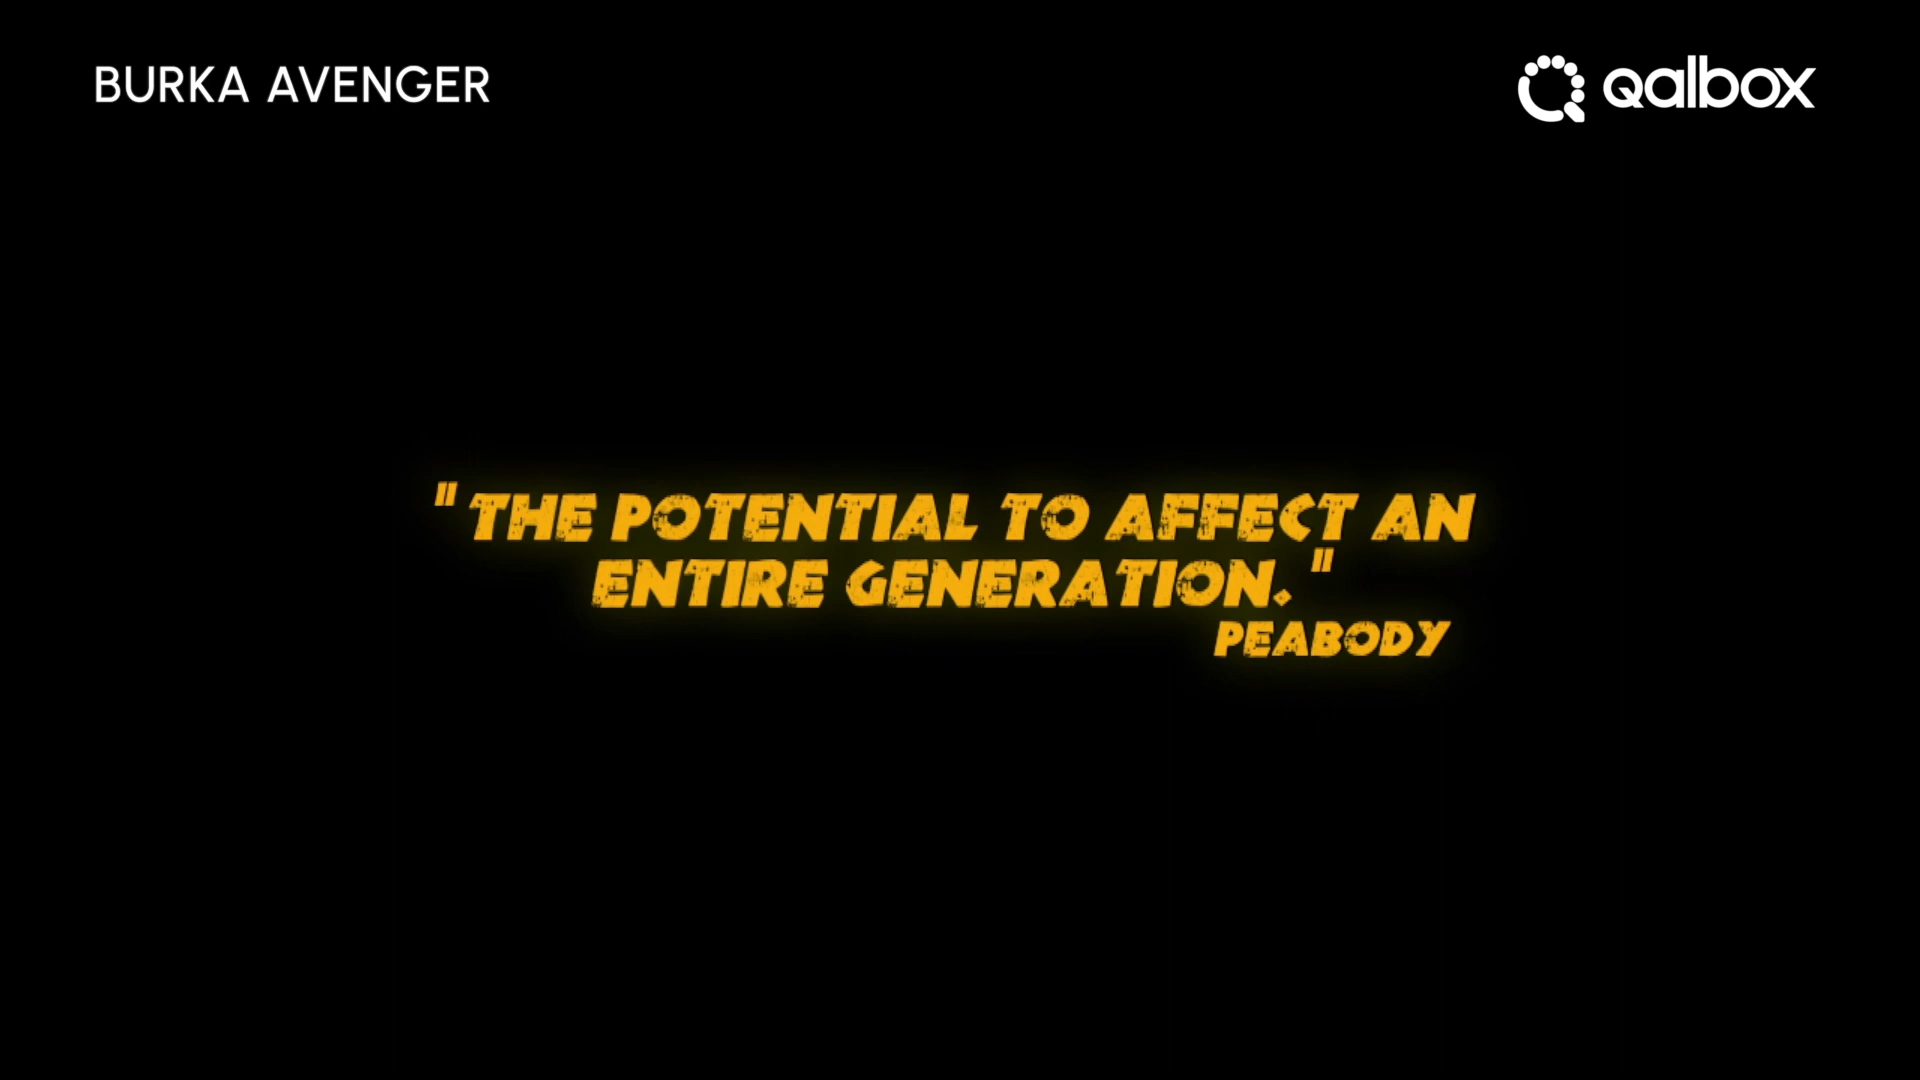 BURKA AVENGER
Qalbox
"THE POTENTIAL TO AFFECT AN
ENTIRE GENERATION."
PEABODY